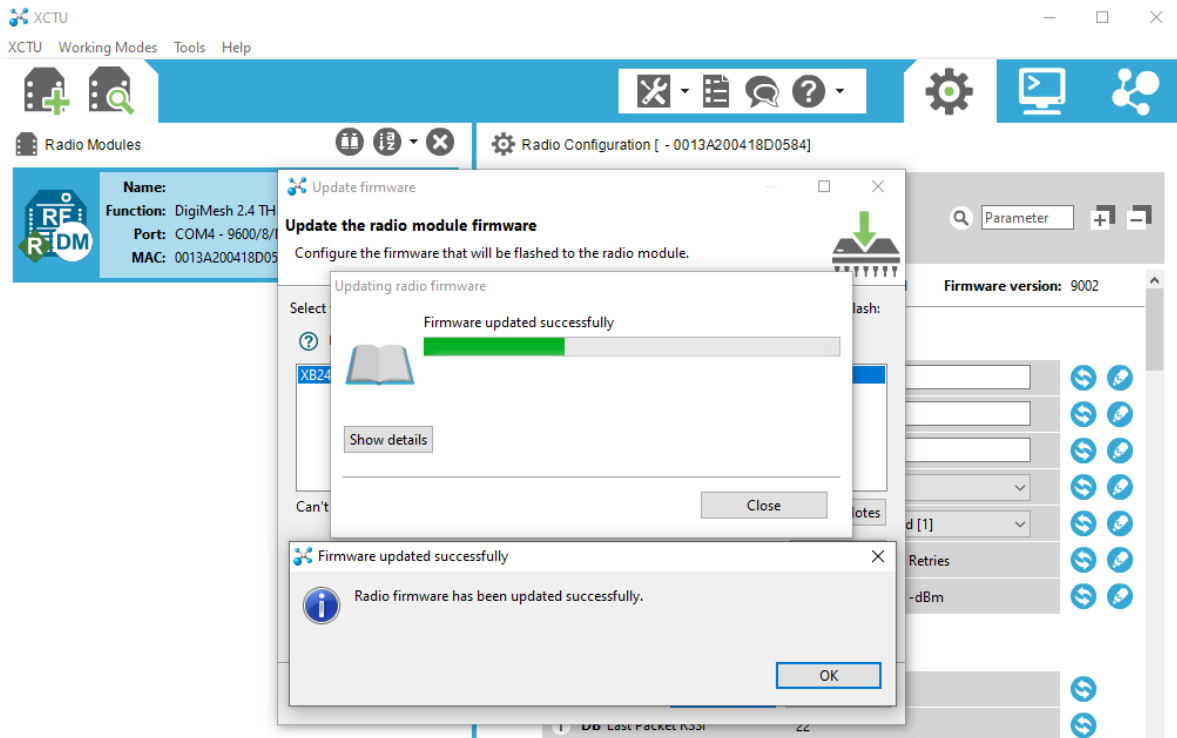 XCTU
XCTU Working Modes Tools Help
Radio Modules
Radio Configuration [ - 0013A200418D0584]
Name:
Function: DigiMesh 2.4 TH
Port: COM4 - 9600/8/
MAC: 0013A200418D05
Update firmware
Update the radio module firmware
Configure the firmware that will be flashed to the radio module.
Parameter
Firmware version: 9002
Select
lash:
Updating radio firmware
Firmware updated successfully
XB24
Show details
Can't
Close
otes
d [1]
Retries
-dBm
Firmware updated successfully
Radio firmware has been updated successfully.
OK
DB Last Packet RSSI 22
RF
R
DM